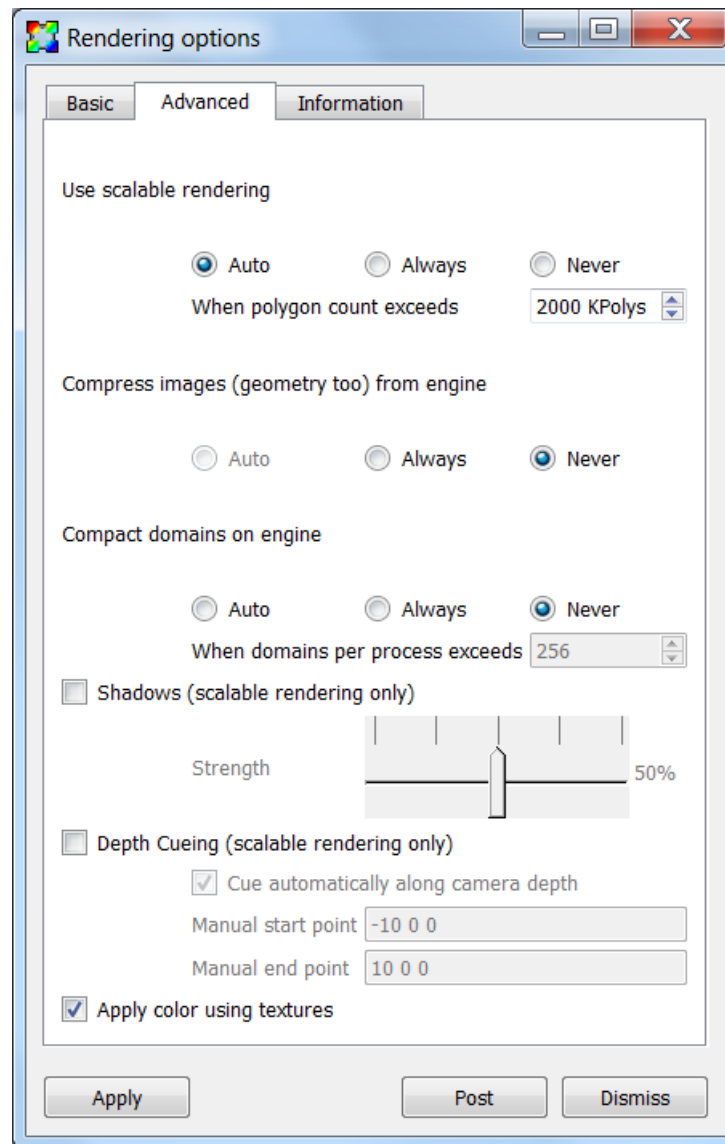 Rendering options
Basic Advanced Information
Use scalable rendering
Auto Always Never
When polygon count exceeds 2000 KPolys
Compress images (geometry too) from engine
Auto Always Never
Compact domains on engine
Auto Always Never
When domains per process exceeds 256
Shadows (scalable rendering only)
Strength 50%
Depth Cueing (scalable rendering only)
Cue automatically along camera depth
Manual start point -10 0 0
Manual end point 10 0 0
Apply color using textures
Apply Post Dismiss